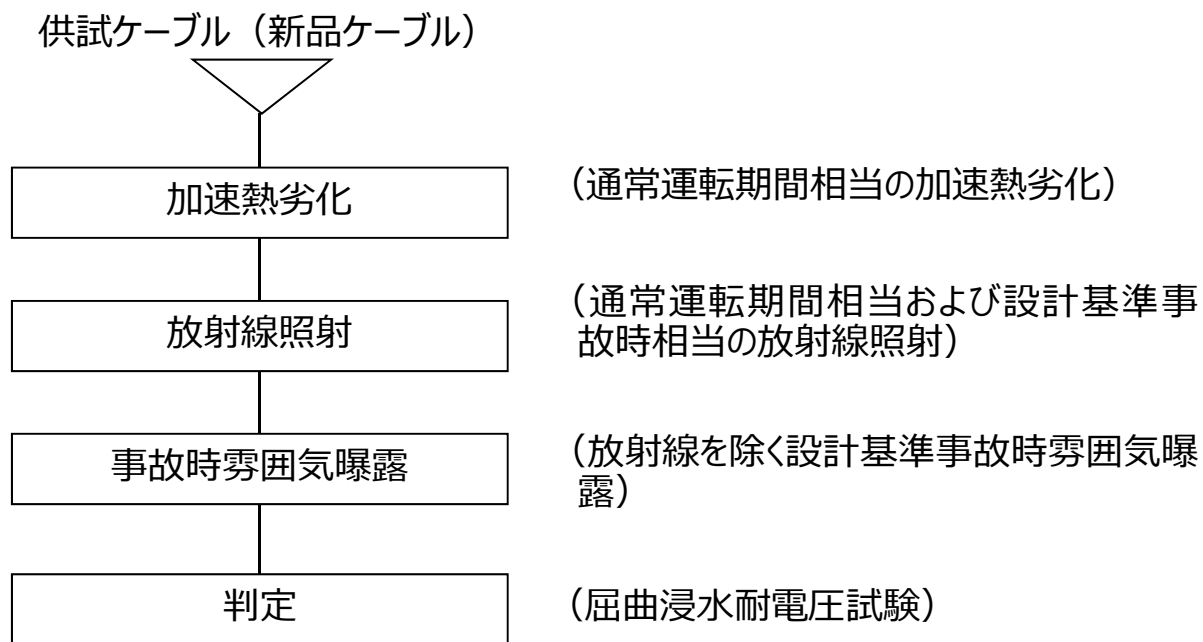 供試ケーブル（新品ケーブル）
加速熱劣化
（通常運転期間相当の加速熱劣化）
放射線照射
（通常運転期間相当および設計基準事
故時相当の放射線照射）
事故時雰囲気曝露
（放射線を除く設計基準事故時雰囲気曝
露）
判定
（屈曲浸水耐電圧試験）